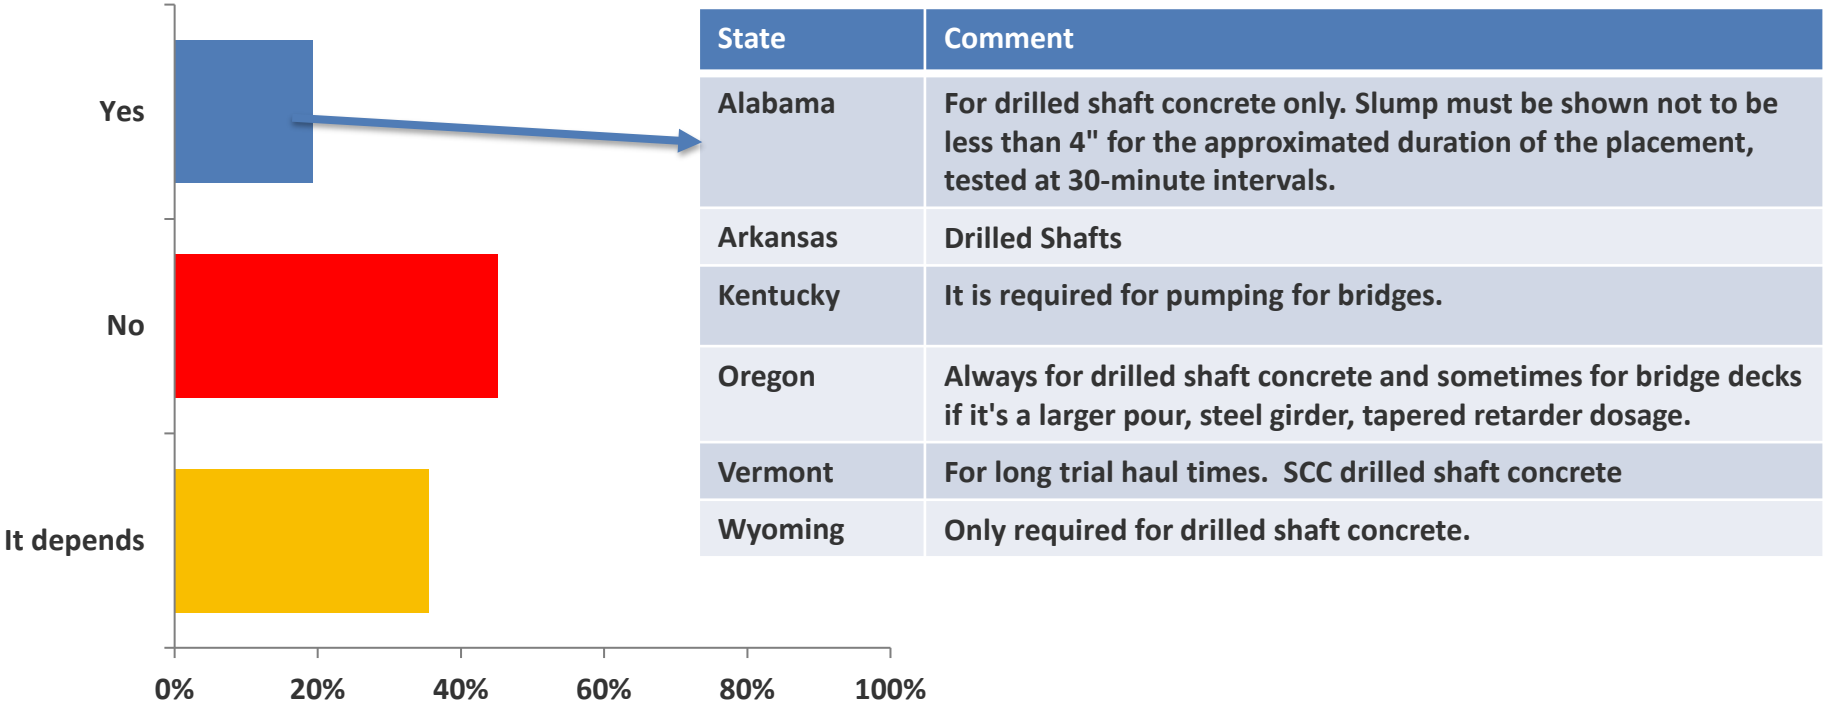 Yes
No
It depends
0% 20% 40% 60% 80% 100%
State Comment
Alabama For drilled shaft concrete only. Slump must be shown not to be
less than 4" for the approximated duration of the placement,
tested at 30-minute intervals.
Arkansas Drilled Shafts
Kentucky It is required for pumping for bridges.
Oregon Always for drilled shaft concrete and sometimes for bridge decks
if it's a larger pour, steel girder, tapered retarder dosage.
Vermont For long trial haul times.  SCC drilled shaft concrete
Wyoming Only required for drilled shaft concrete.